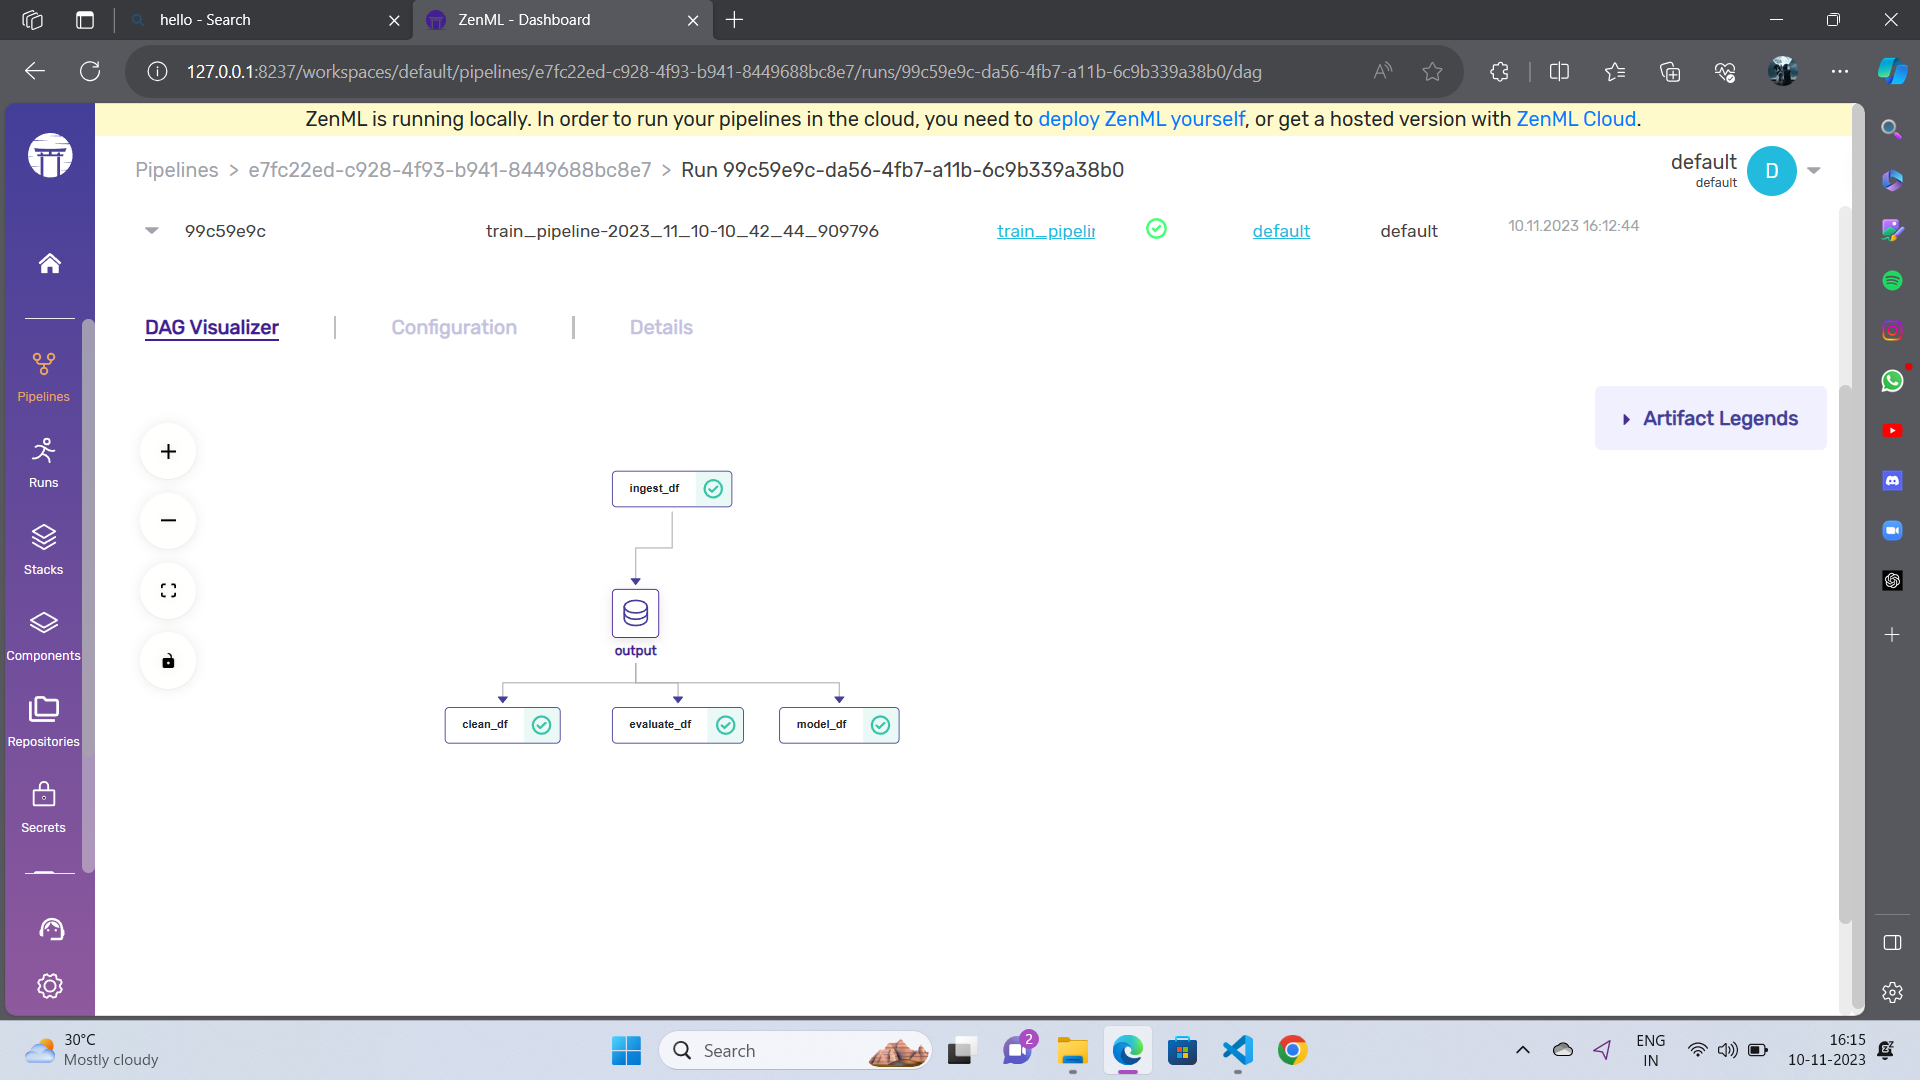 hello - Search
ZenML - Dashboard
127.0.0.1:8237/workspaces/default/pipelines/e7fc22ed-c928-4f93-b941-8449688bc8e7/runs/99c59e9c-da56-4fb7-a11b-6c9b339a38b0/dag
ZenML is running locally. In order to run your pipelines in the cloud, you need to deploy ZenML yourself, or get a hosted version with ZenML Cloud.
Pipelines > e7fc22ed-c928-4f93-b941-8449688bc8e7 > Run 99c59e9c-da56-4fb7-a11b-6c9b339a38b0
default
default
D
99c59e9c train_pipeline-2023_11_10-10_42_44_909796 train_pipelin default default 10.11.2023 16:12:44
DAG Visualizer | Configuration | Details
Pipelines
Runs
Stacks
Components
Repositories
Secrets
Artifact Legends
ingest_df
output
clean_df evaluate_df model_df
30°C
Mostly cloudy
Search
2
ENG
IN
16:15
10-11-2023